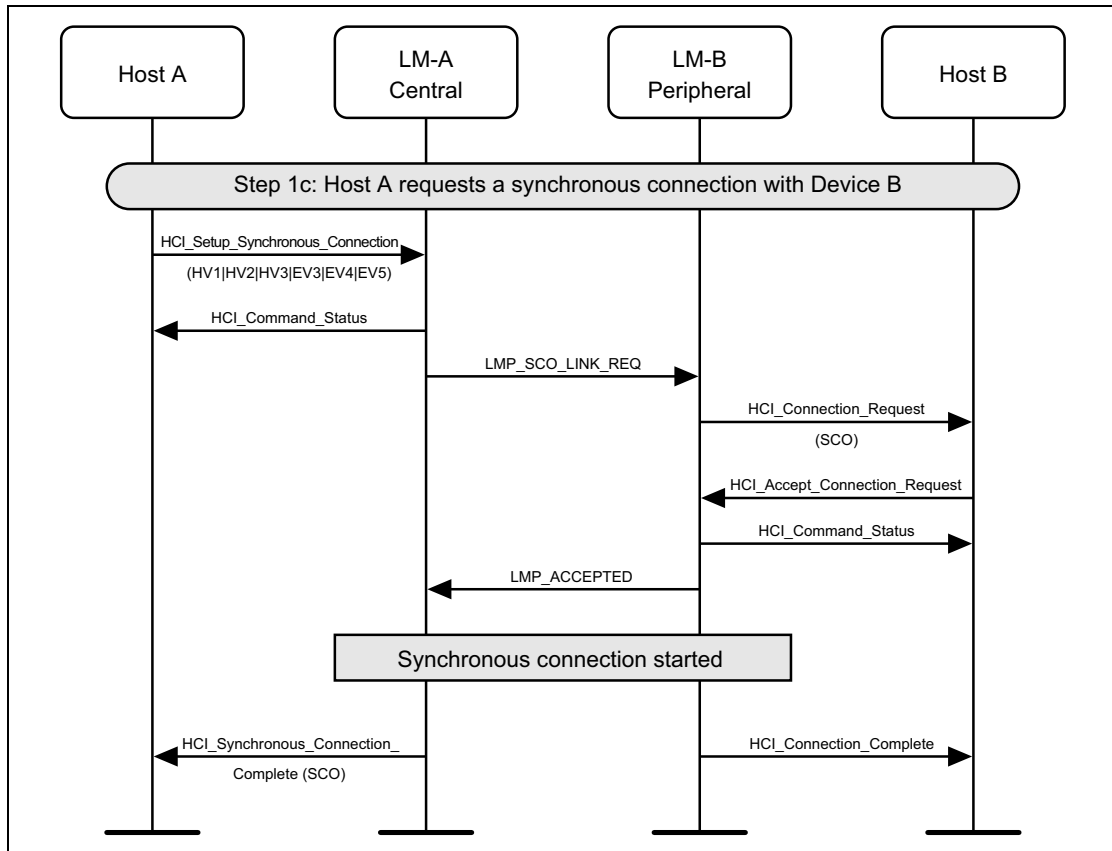 Host A
LM-A
Central
LM-B
Peripheral
Host B
Step 1c: Host A requests a synchronous connection with Device B
HCI_Setup_Synchronous_Connection
(HV1|HV2|HV3|EV3|EV4|EV5)
HCI_Command_Status
LMP_SCO_LINK_REQ
HCI_Connection_Request
(SCO)
HCI_Accept_Connection_Request
HCI_Command_Status
LMP_ACCEPTED
Synchronous connection started
HCI_Synchronous_Connection_
Complete (SCO)
HCI_Connection_Complete